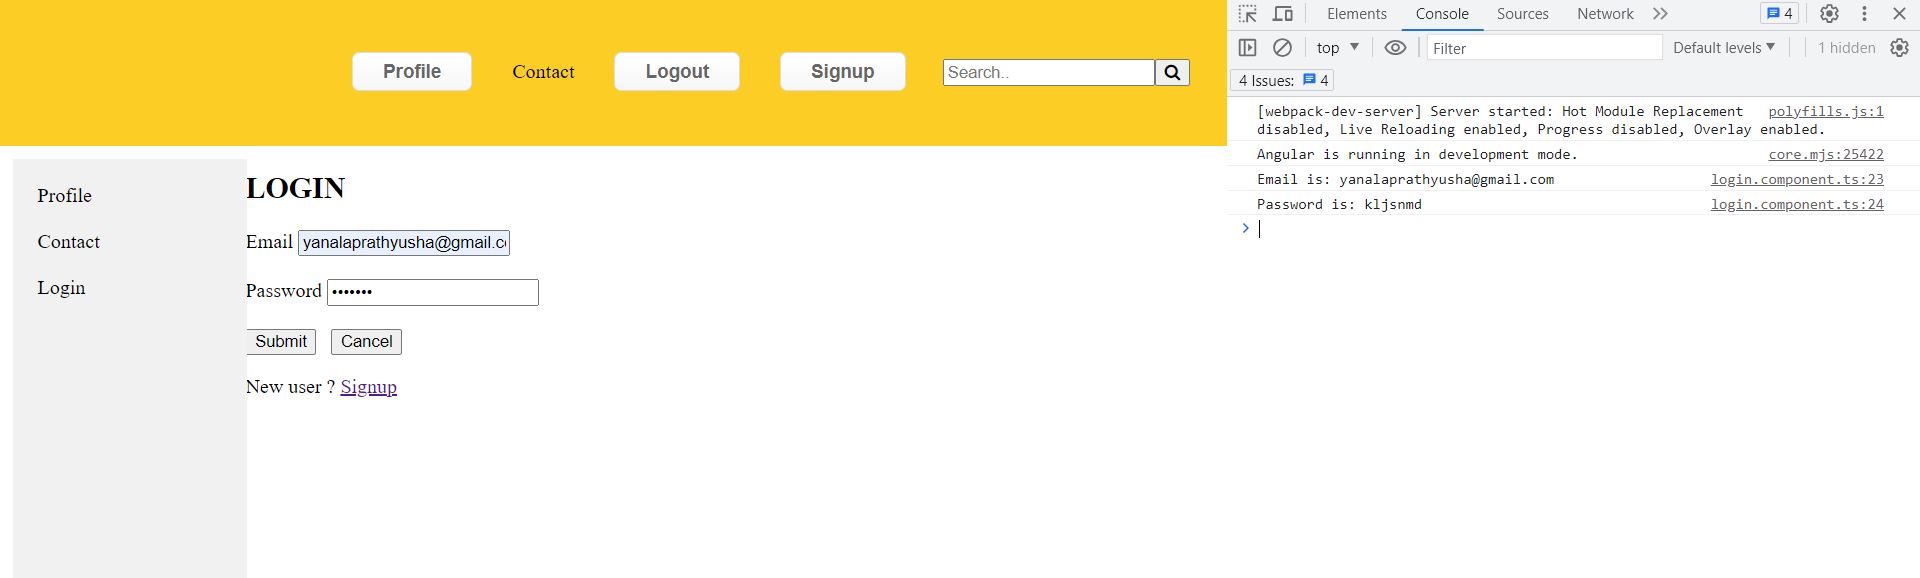 Profile Contact Logout Signup Search..
Profile
Contact
Login
LOGIN
Email yanalaprathyusha@gmail.c
Password •••••••
Submit Cancel
New user ? Signup
Elements Console Sources Network 4
top Filter Default levels 1 hidden
4 Issues: 4
[webpack-dev-server] Server started: Hot Module Replacement polyfills.js:1
disabled, Live Reloading enabled, Progress disabled, Overlay enabled.
Angular is running in development mode. core.mjs:25422
Email is: yanalaprathyusha@gmail.com login.component.ts:23
Password is: kljsnmd login.component.ts:24